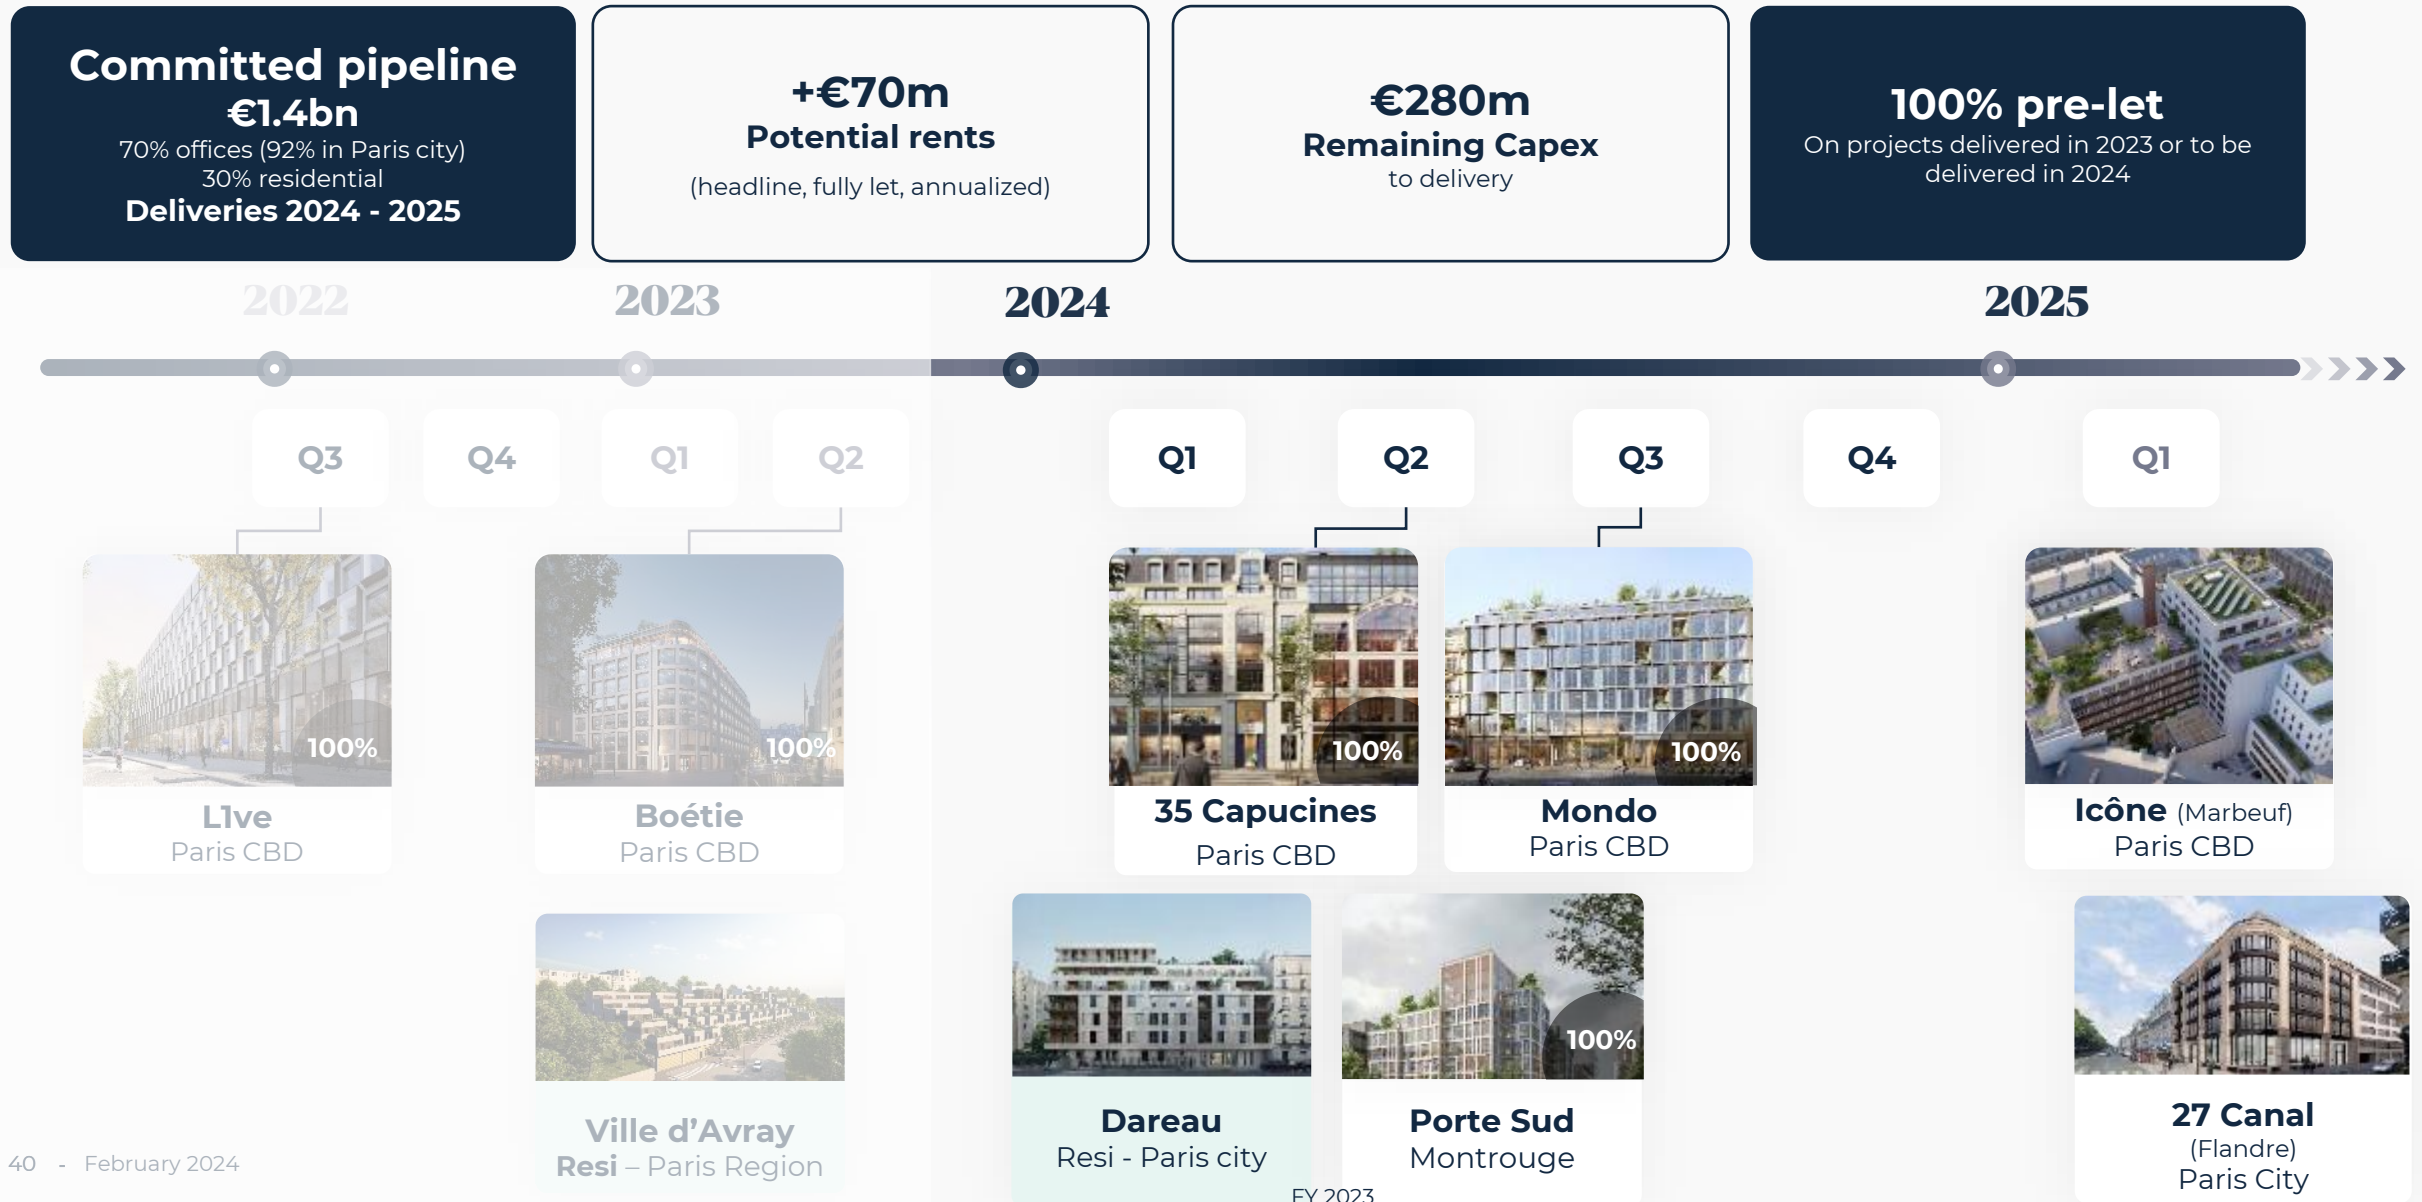 Committed pipeline
€1.4bn
70% offices (92% in Paris city)
30% residential
Deliveries 2024 - 2025
+€70m
Potential rents
(headline, fully let, annualized)
€280m
Remaining Capex
to delivery
100% pre-let
On projects delivered in 2023 or to be
delivered in 2024
2022
2023
2024
2025
Q3
Q4
Q1
Q2
Q1
Q2
Q3
Q4
Q1
100%
L1ve
Paris CBD
100%
Boétie
Paris CBD
100%
35 Capucines
Paris CBD
100%
Mondo
Paris CBD
Icône (Marbeuf)
Paris CBD
Ville d’Avray
Resi – Paris Region
Dareau
Resi - Paris city
100%
Porte Sud
Montrouge
27 Canal
(Flandre)
Paris City
40 - February 2024
FY 2023